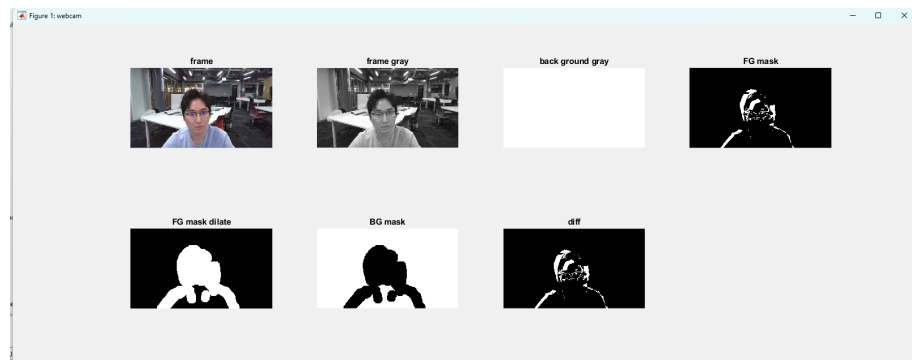 Figure 1: webcam
frame
frame gray
back ground gray
FG mask
FG mask dilate
BG mask
diff